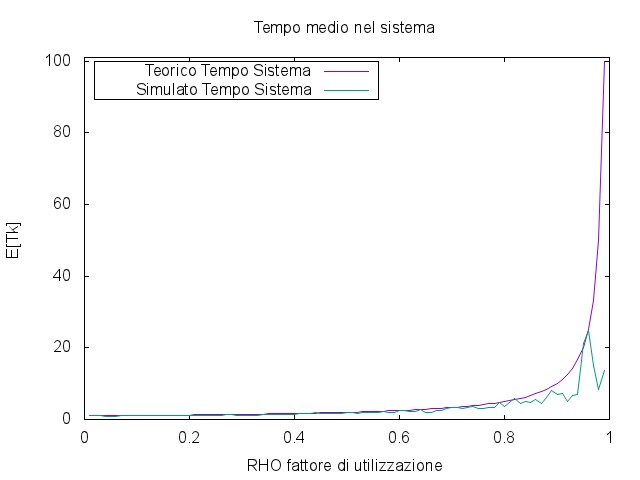 Tempo medio nel sistema
Teorico Tempo Sistema
Simulato Tempo Sistema
100
80
60
40
20
0
E[Tk]
0 0.2 0.4 0.6 0.8 1
RHO fattore di utilizzazione